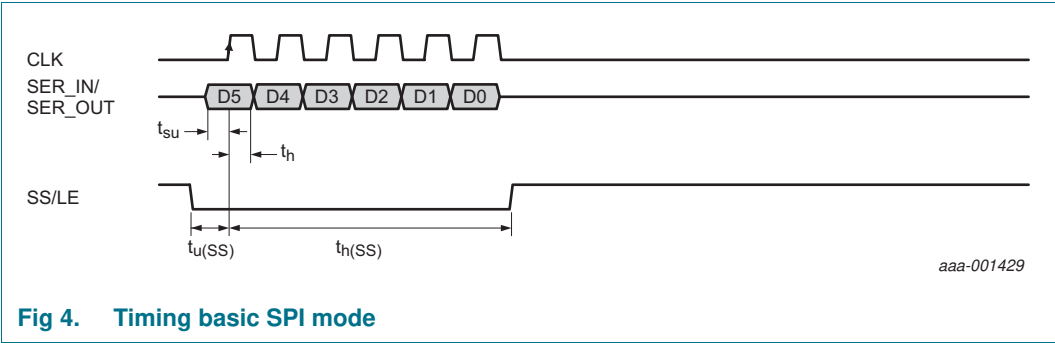 CLK
SER_IN/
SER_OUT
D5 D4 D3 D2 D1 D0
tsu
th
SS/LE
tu(SS)
th(SS)
aaa-001429
Fig 4. Timing basic SPI mode